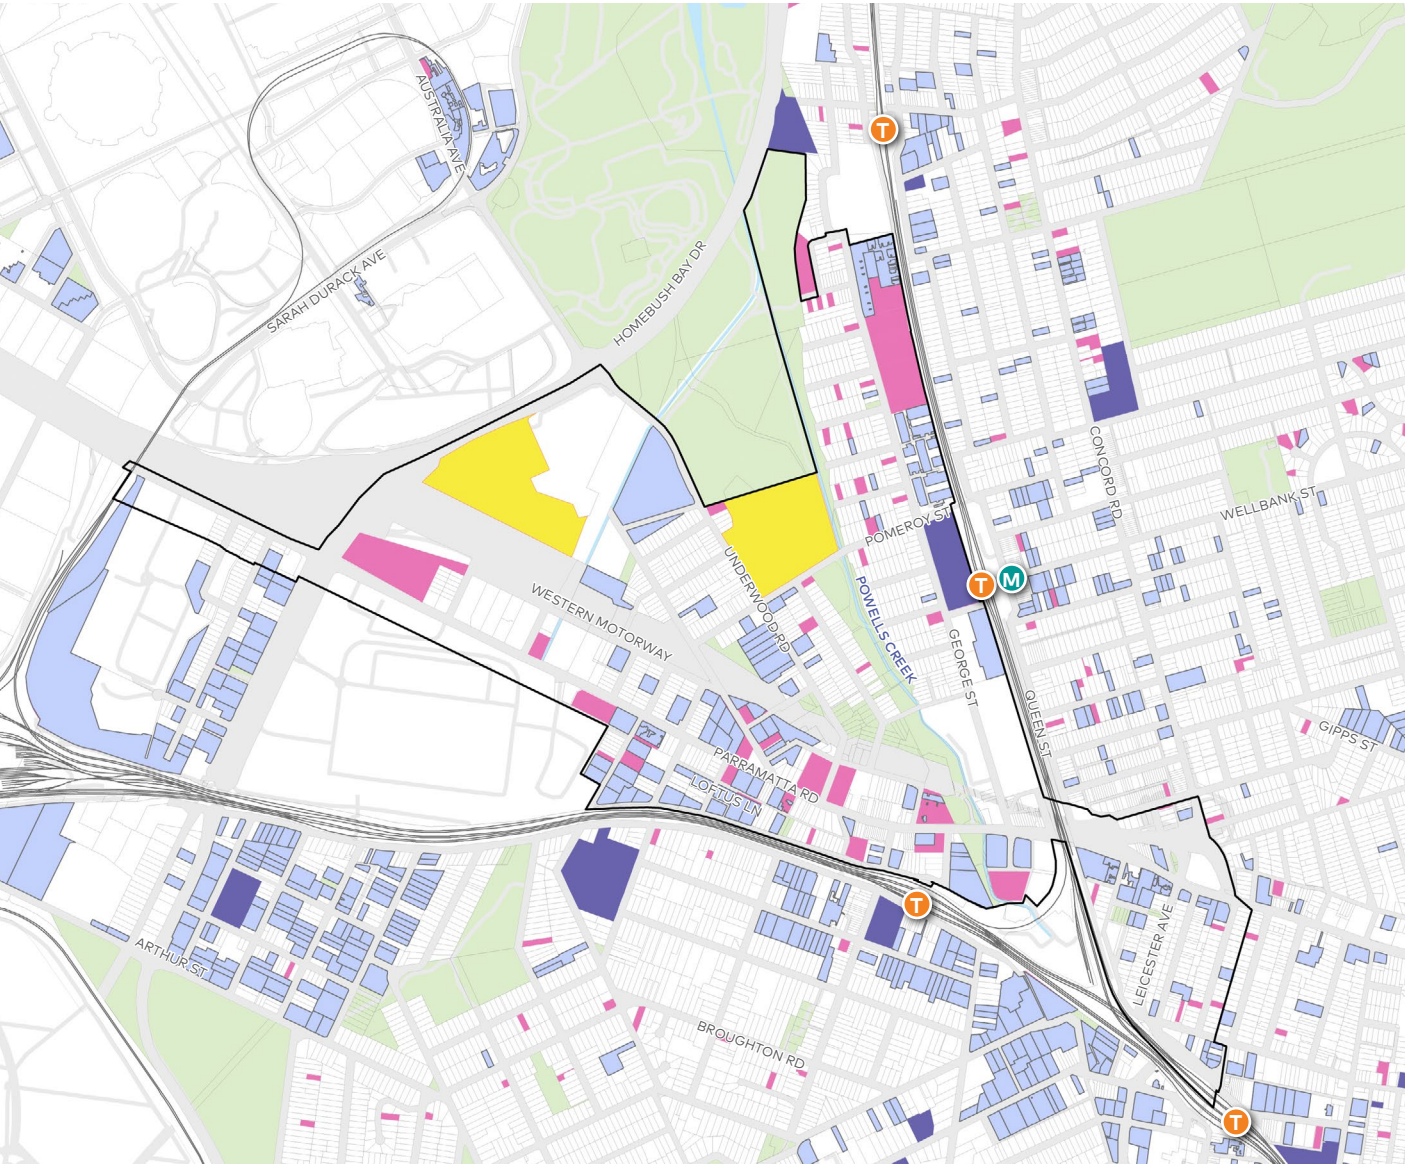 AUSTRALIA AVE
T
SARAH DURACK AVE
HOMEBUSH BAY DR
CONCORD RD
WELLBANK ST
POMEROY ST
UNDERWOOD RD
T
M
WESTERN MOTORWAY
POWELLS CREEK
GEORGE ST
QUEEN ST
GIPPS ST
PARRAMATTA RD
LOFTUS LN
T
LEICESTER AVE
ARTHUR ST
BROUGHTON RD
T